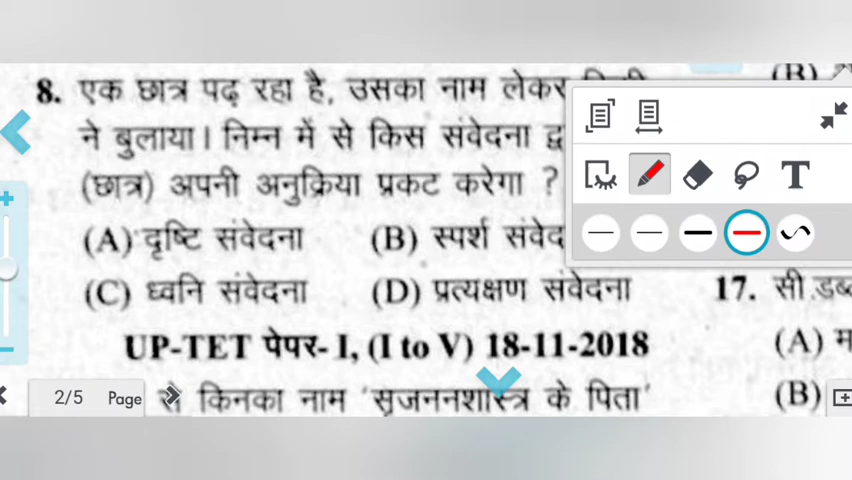 (B)
8. एक छात्र पढ़ रहा है, उसका नाम लेकर
ने बुलाया। निम्न में से किस संवेदना द्व
(छात्र) अपनी अनुक्रिया प्रकट करेगा ?
(A) दृष्टि संवेदना (B) स्पर्श संवेद
(C) ध्वनि संवेदना (D) प्रत्यक्षण संवेदना
UP-TET पेपर- I, (I to V) 18-11-2018
से किनका नाम 'सृजननशास्त्र के पिता'
17. सी.डब्
(A) म
(B)
T
2/5 Page